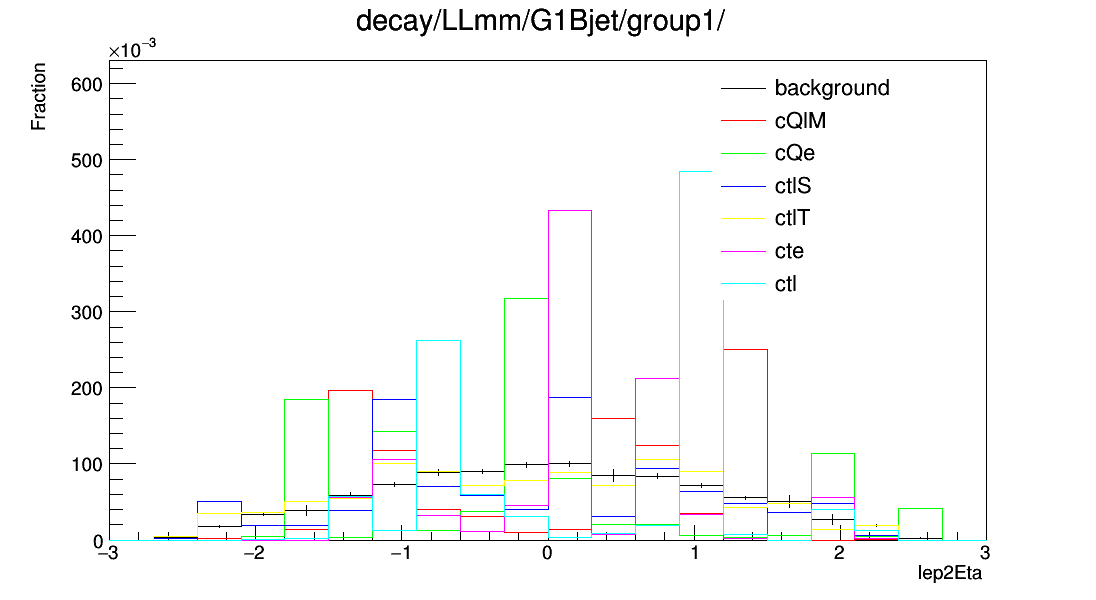 decay/LLmm/G1Bjet/group1/
×10⁻³
Fraction
600
500
400
300
200
100
0
−3
−2
−1
0
1
2
3
lep2Eta
background
cQlM
cQe
ctlS
ctlT
cte
ctl